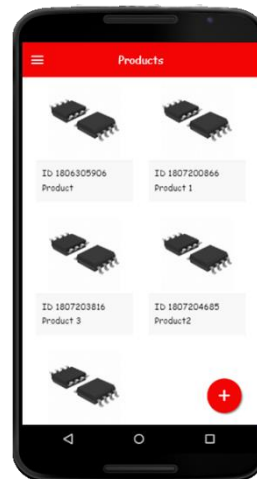 Products
ID 1806305906
Product
ID 1807200866
Product 1
ID 1807203816
Product 3
ID 1807204685
Product2